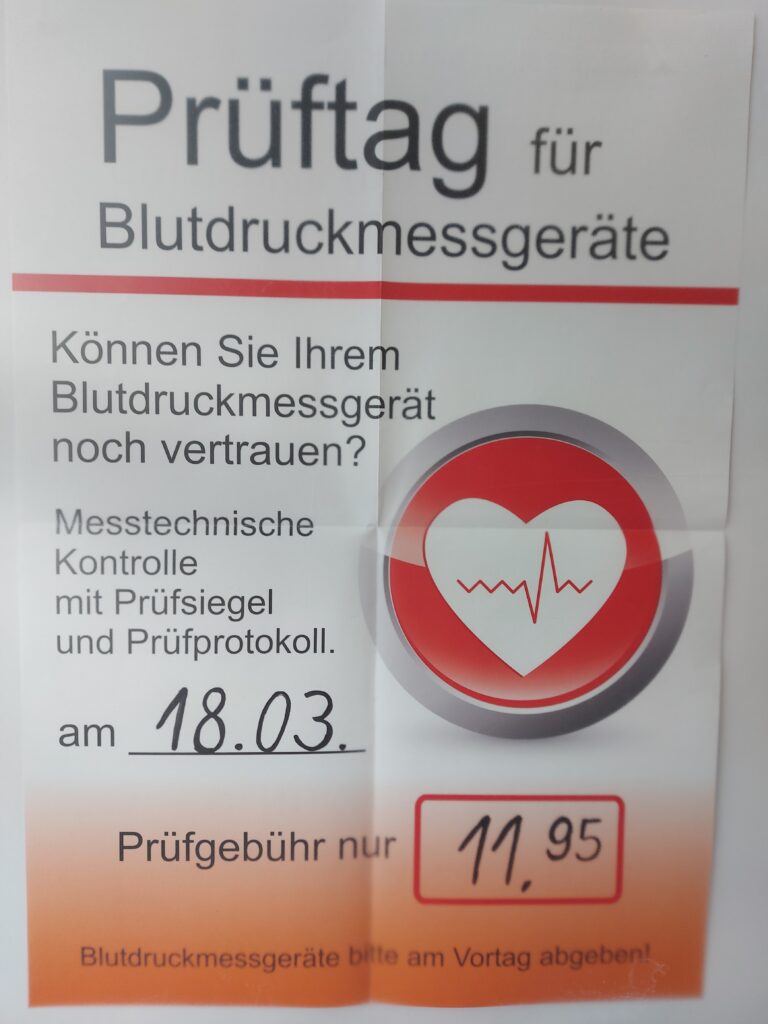 Prüftag für
Blutdruckmessgeräte
Können Sie Ihrem
Blutdruckmessgerät
noch vertrauen?
Messtechnische
Kontrolle
mit Prüfsiegel
und Prüfprotokoll.
am 18.03.
Prüfgebühr nur 11,95
Blutdruckmessgeräte bitte am Vortag abgeben!